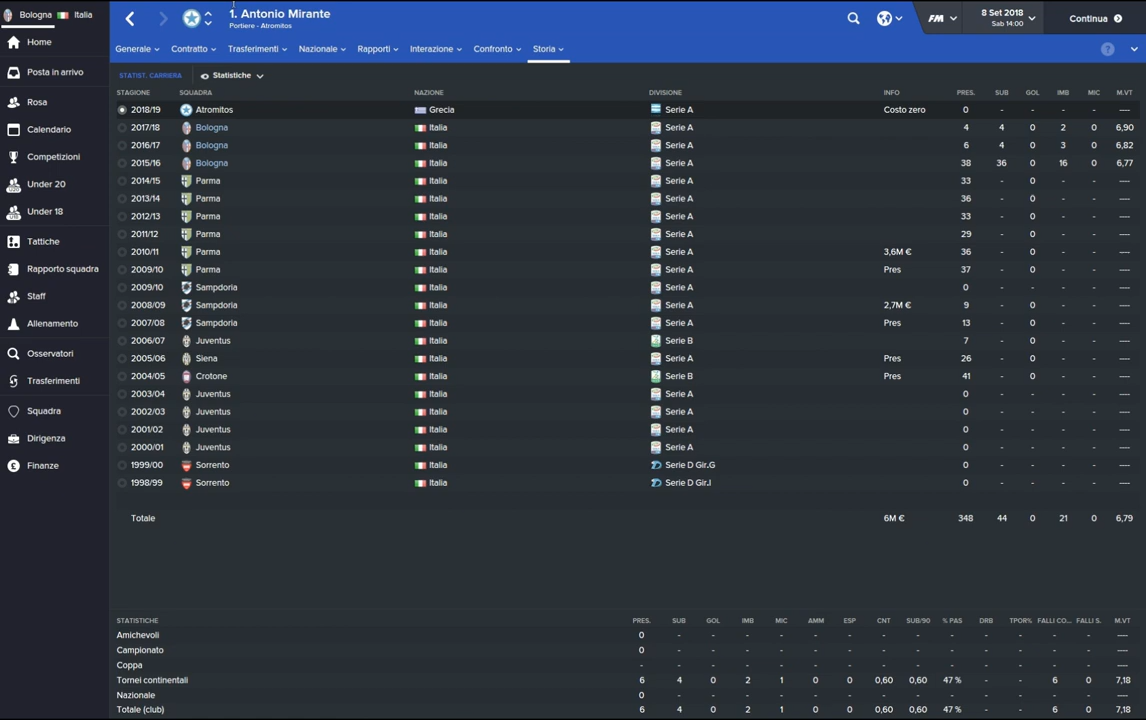 Bologna Italia
1. Antonio Mirante
Portiere - Atromitos
FM
8 Set 2018
Sab 14:00
Continua
Generale Contratto Trasferimenti Nazionale Rapporti Interazione Confronto Storia
Home
Posta in arrivo
Rosa
Calendario
Competizioni
Under 20
Under 18
Tattiche
Rapporto squadra
Staff
Allenamento
Osservatori
Trasferimenti
Squadra
Dirigenza
Finanze
STATIST. CARRIERA Statistiche
STAGIONE SQUADRA NAZIONE DIVISIONE INFO PRES. SUB GOL IMB MIC M.VT
2018/19 Atromitos Grecia Serie A Costo zero 0 - - - - ----
2017/18 Bologna Italia Serie A 4 4 0 2 0 6,90
2016/17 Bologna Italia Serie A 6 4 0 3 0 6,82
2015/16 Bologna Italia Serie A 38 36 0 16 0 6,77
2014/15 Parma Italia Serie A 33 - 0 - - ----
2013/14 Parma Italia Serie A 36 - 0 - - ----
2012/13 Parma Italia Serie A 33 - 0 - - ----
2011/12 Parma Italia Serie A 29 - 0 - - ----
2010/11 Parma Italia Serie A 3,6M € 36 - 0 - - ----
2009/10 Parma Italia Serie A Pres 37 - 0 - - ----
2009/10 Sampdoria Italia Serie A 0 - - - - ----
2008/09 Sampdoria Italia Serie A 2,7M € 9 - 0 - - ----
2007/08 Sampdoria Italia Serie A Pres 13 - 0 - - ----
2006/07 Juventus Italia Serie B 7 - 0 - - ----
2005/06 Siena Italia Serie A Pres 26 - 0 - - ----
2004/05 Crotone Italia Serie B Pres 41 - 0 - - ----
2003/04 Juventus Italia Serie A 0 - - - - ----
2002/03 Juventus Italia Serie A 0 - - - - ----
2001/02 Juventus Italia Serie A 0 - - - - ----
2000/01 Juventus Italia Serie A 0 - - - - ----
1999/00 Sorrento Italia Serie D Gir.G 0 - - - - ----
1998/99 Sorrento Italia Serie D Gir.I 0 - - - - ----
Totale 6M € 348 44 0 21 0 6,79
STATISTICHE PRES. SUB GOL IMB MIC AMM ESP CNT SUB/90 % PAS DRB TPOR% FALLI CO... FALLI S. M.VT
Amichevoli 0 - - - - - - - - - - - - - ----
Campionato 0 - - - - - - - - - - - - - ----
Coppa - - - - - - - - - - - - - - ----
Tornei continentali 6 4 0 2 1 0 0 0,60 0,60 47 % - - 6 0 7,18
Nazionale 0 - - - - - - - - - - - - - ----
Totale (club) 6 4 0 2 1 0 0 0,60 0,60 47 % - - 6 0 7,18